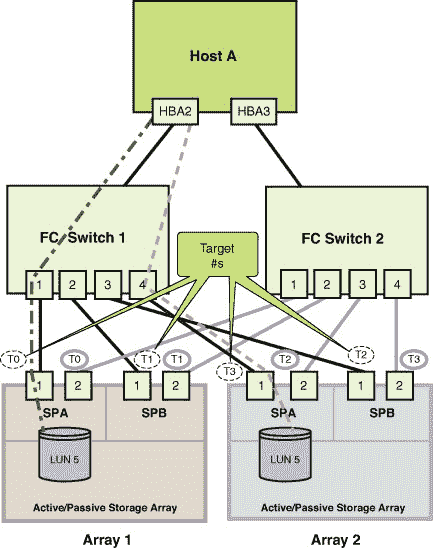 Host A
HBA2 HBA3
FC Switch 1
FC Switch 2
Target
#s
1 2 3 4
1 2 3 4
T0 T0 T1 T1 T3 T2 T2 T3
1 2 1 2
1 2 1 2
SPA SPB
SPA SPB
LUN 5
LUN 5
Active/Passive Storage Array
Active/Passive Storage Array
Array 1
Array 2